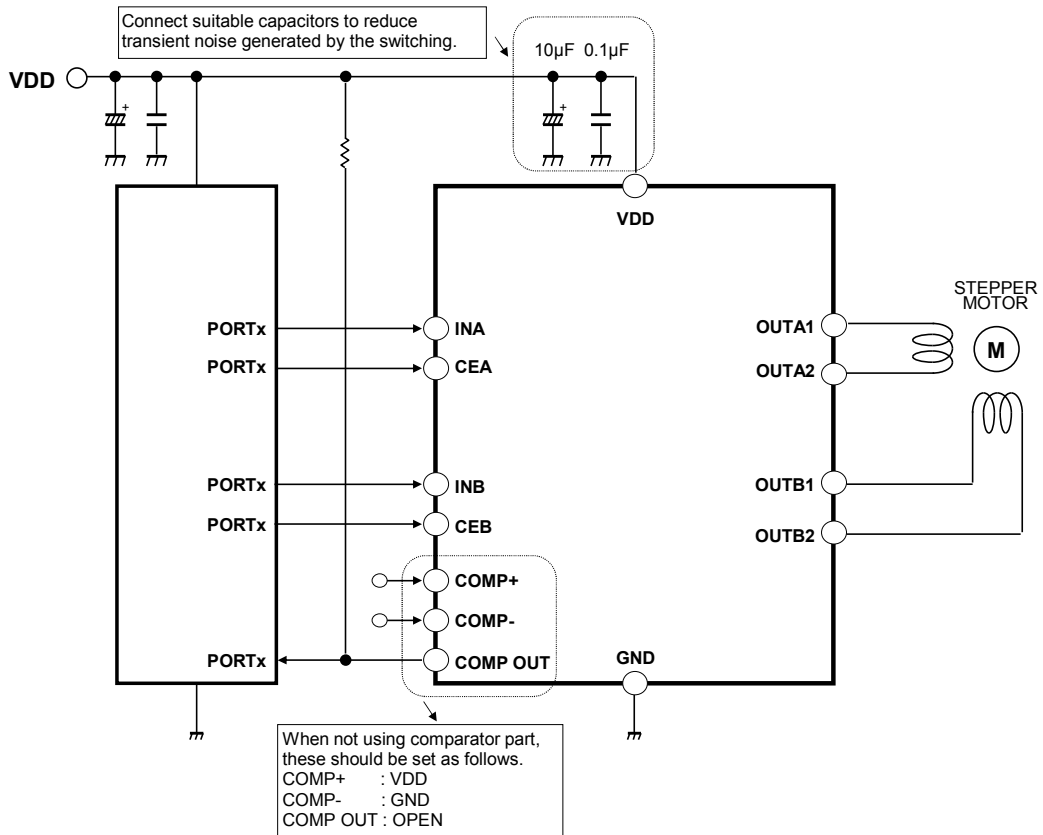 Connect suitable capacitors to reduce
transient noise generated by the switching.
10µF 0.1µF
VDD
+
+
VDD
STEPPER
MOTOR
M
PORTx
INA
OUTA1
PORTx
CEA
OUTA2
PORTx
INB
OUTB1
PORTx
CEB
OUTB2
COMP+
COMP-
PORTx
COMP OUT
GND
When not using comparator part,
these should be set as follows.
COMP+ : VDD
COMP- : GND
COMP OUT : OPEN